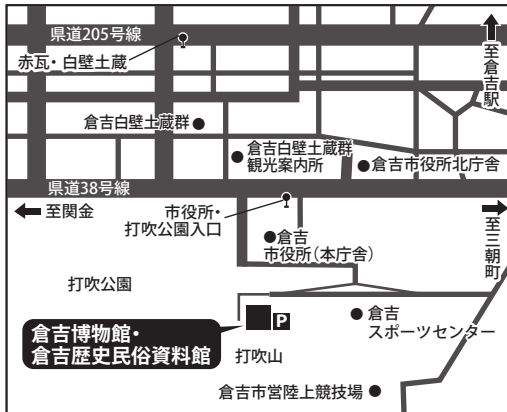 県道205号線
赤瓦・白壁土蔵
至倉吉駅
倉吉白壁土蔵群
倉吉白壁土蔵群
観光案内所
倉吉市役所北庁舎
県道38号線
至関金
市役所・
打吹公園入口
至三朝町
倉吉
市役所(本庁舎)
打吹公園
倉吉博物館・
倉吉歴史民俗資料館
P
倉吉
スポーツセンター
打吹山
倉吉市営陸上競技場